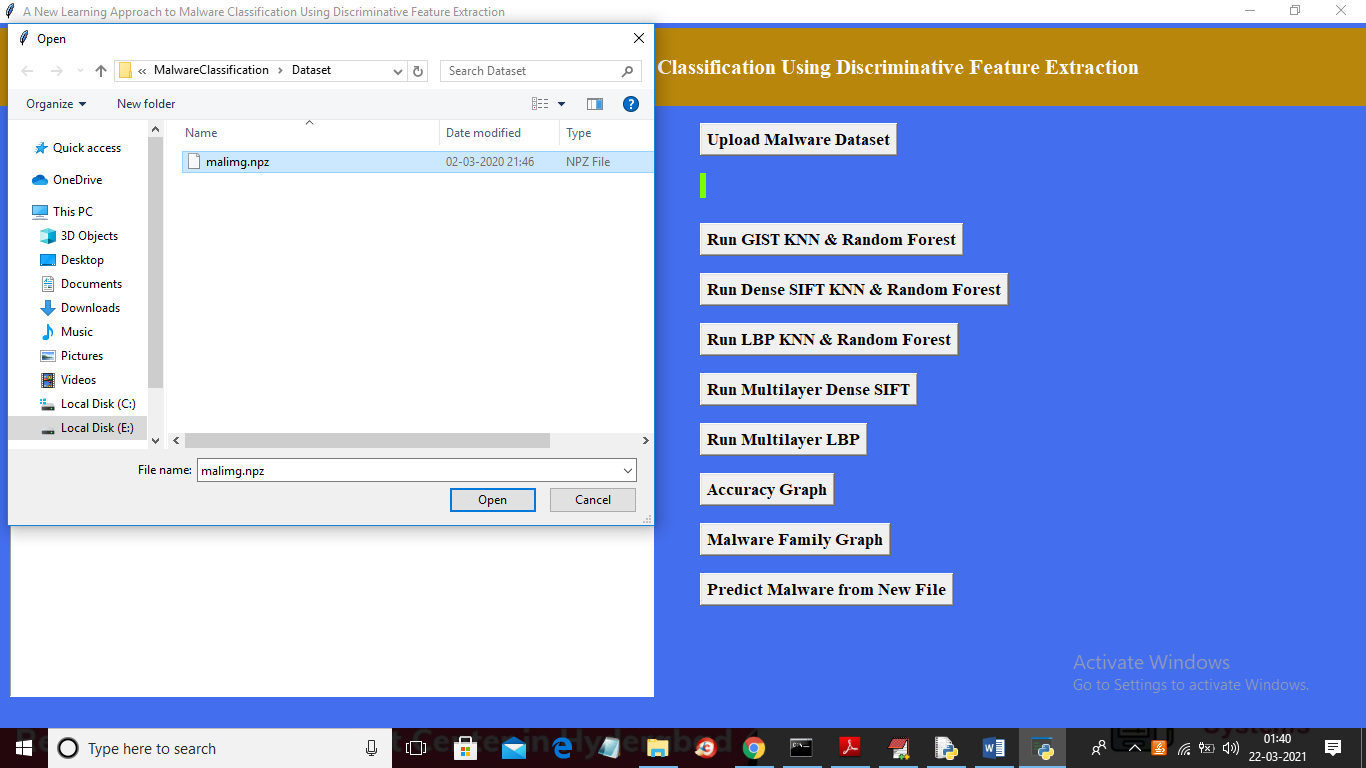 A New Learning Approach to Malware Classification Using Discriminative Feature Extraction
Open
« MalwareClassification > Dataset
Search Dataset
Organize
New folder
?
Name
Date modified
Type
malimg.npz
02-03-2020 21:46
NPZ File
Quick access
OneDrive
This PC
3D Objects
Desktop
Documents
Downloads
Music
Pictures
Videos
Local Disk (C:)
Local Disk (E:)
File name:
malimg.npz
Open
Cancel
Classification Using Discriminative Feature Extraction
Upload Malware Dataset
Run GIST KNN & Random Forest
Run Dense SIFT KNN & Random Forest
Run LBP KNN & Random Forest
Run Multilayer Dense SIFT
Run Multilayer LBP
Accuracy Graph
Malware Family Graph
Predict Malware from New File
Activate Windows
Go to Settings to activate Windows.
Type here to search
01:40
22-03-2021